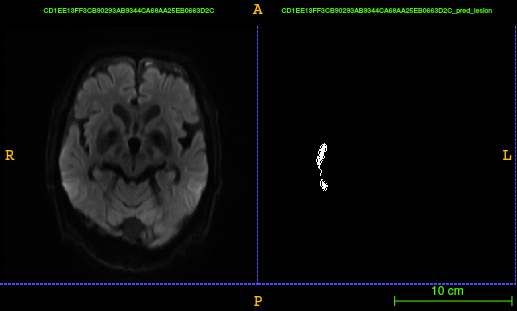 CD1EE13FF3CB90293AB9344CA68AA25EB0663D2C
A
CD1EE13FF3CB90293AB9344CA68AA25EB0663D2C_pred_lesion
R
L
10 cm
P